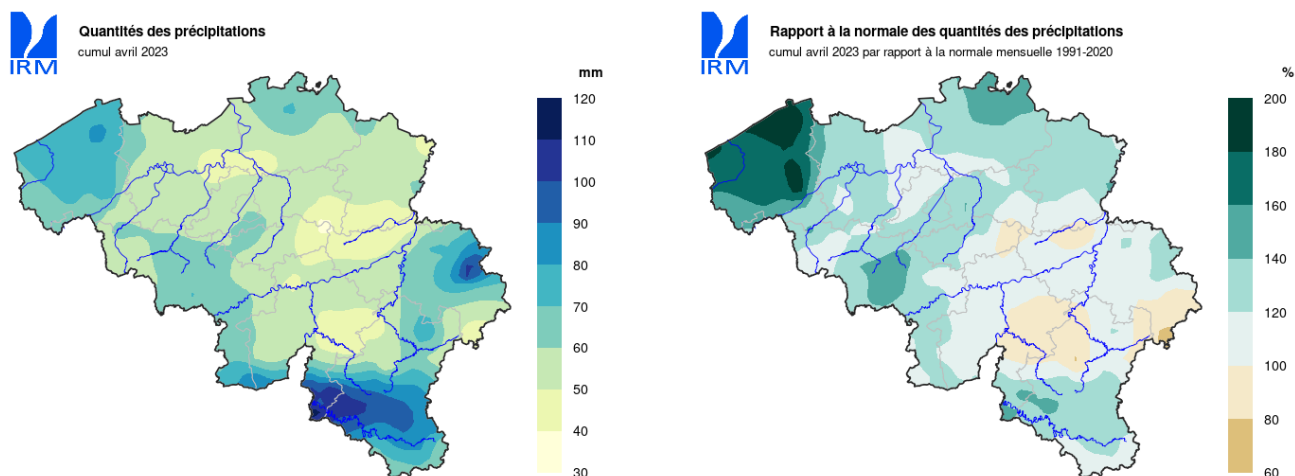 IRM
Quantités des précipitations
cumul avril 2023
mm
120
110
100
90
80
70
60
50
40
30
IRM
Rapport à la normale des quantités des précipitations
cumul avril 2023 par rapport à la normale mensuelle 1991-2020
%
200
180
160
140
120
100
80
60